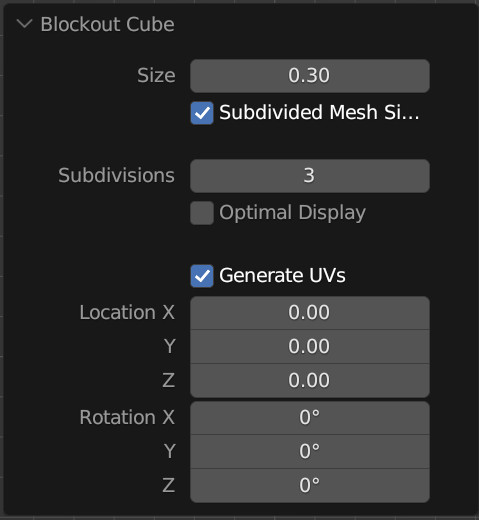 Blockout Cube
Size 0.30
Subdivided Mesh Si...
Subdivisions 3
Optimal Display
Generate UVs
Location X 0.00
Y 0.00
Z 0.00
Rotation X 0°
Y 0°
Z 0°